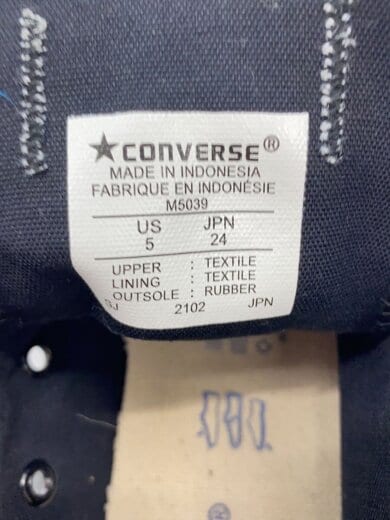 ★CONVERSE®
MADE IN INDONESIA
FABRIQUE EN INDONÉSIE
M5039
US JPN
5 24
UPPER : TEXTILE
LINING : TEXTILE
OUTSOLE : RUBBER
2102 JPN